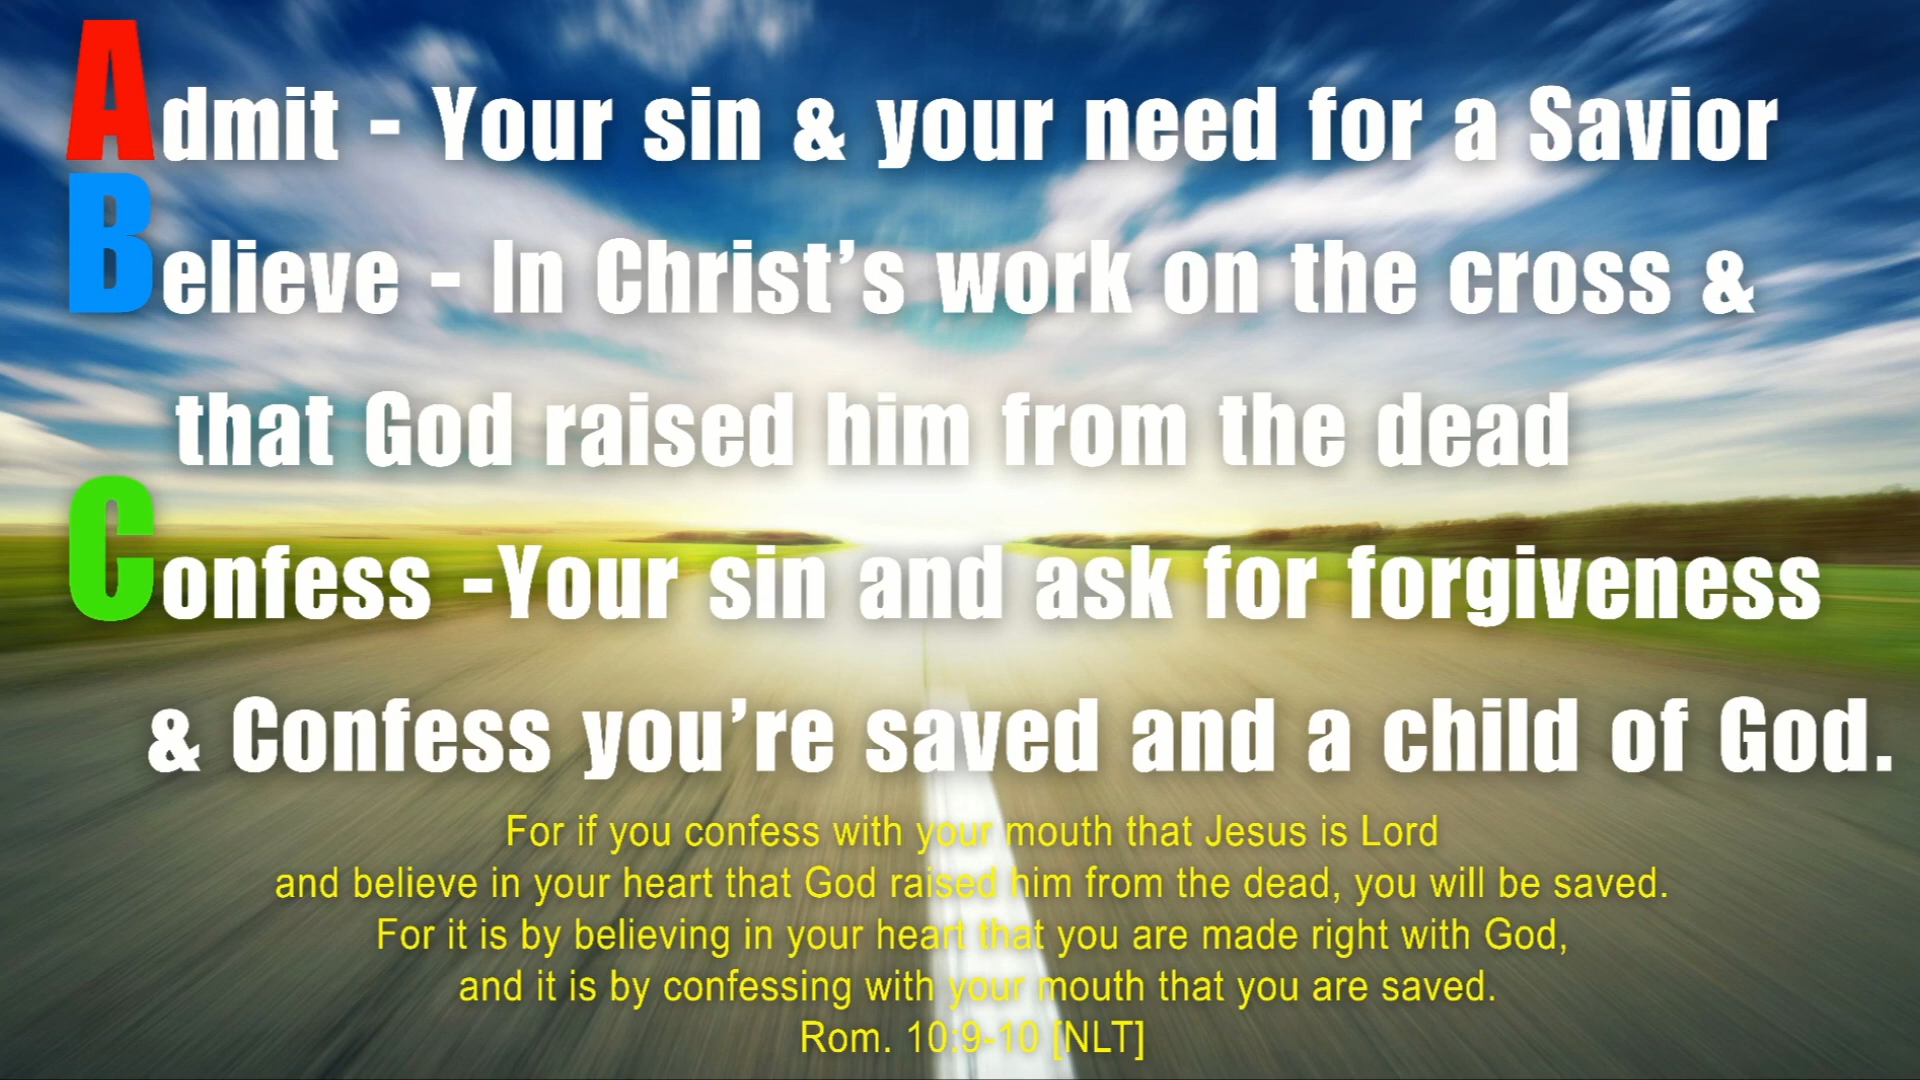 Admit - Your sin & your need for a Savior
Believe - In Christ’s work on the cross &
that God raised him from the dead
Confess -Your sin and ask for forgiveness
& Confess you’re saved and a child of God.
For if you confess with your mouth that Jesus is Lord
and believe in your heart that God raised him from the dead, you will be saved.
For it is by believing in your heart that you are made right with God,
and it is by confessing with your mouth that you are saved.
Rom. 10:9-10 [NLT]